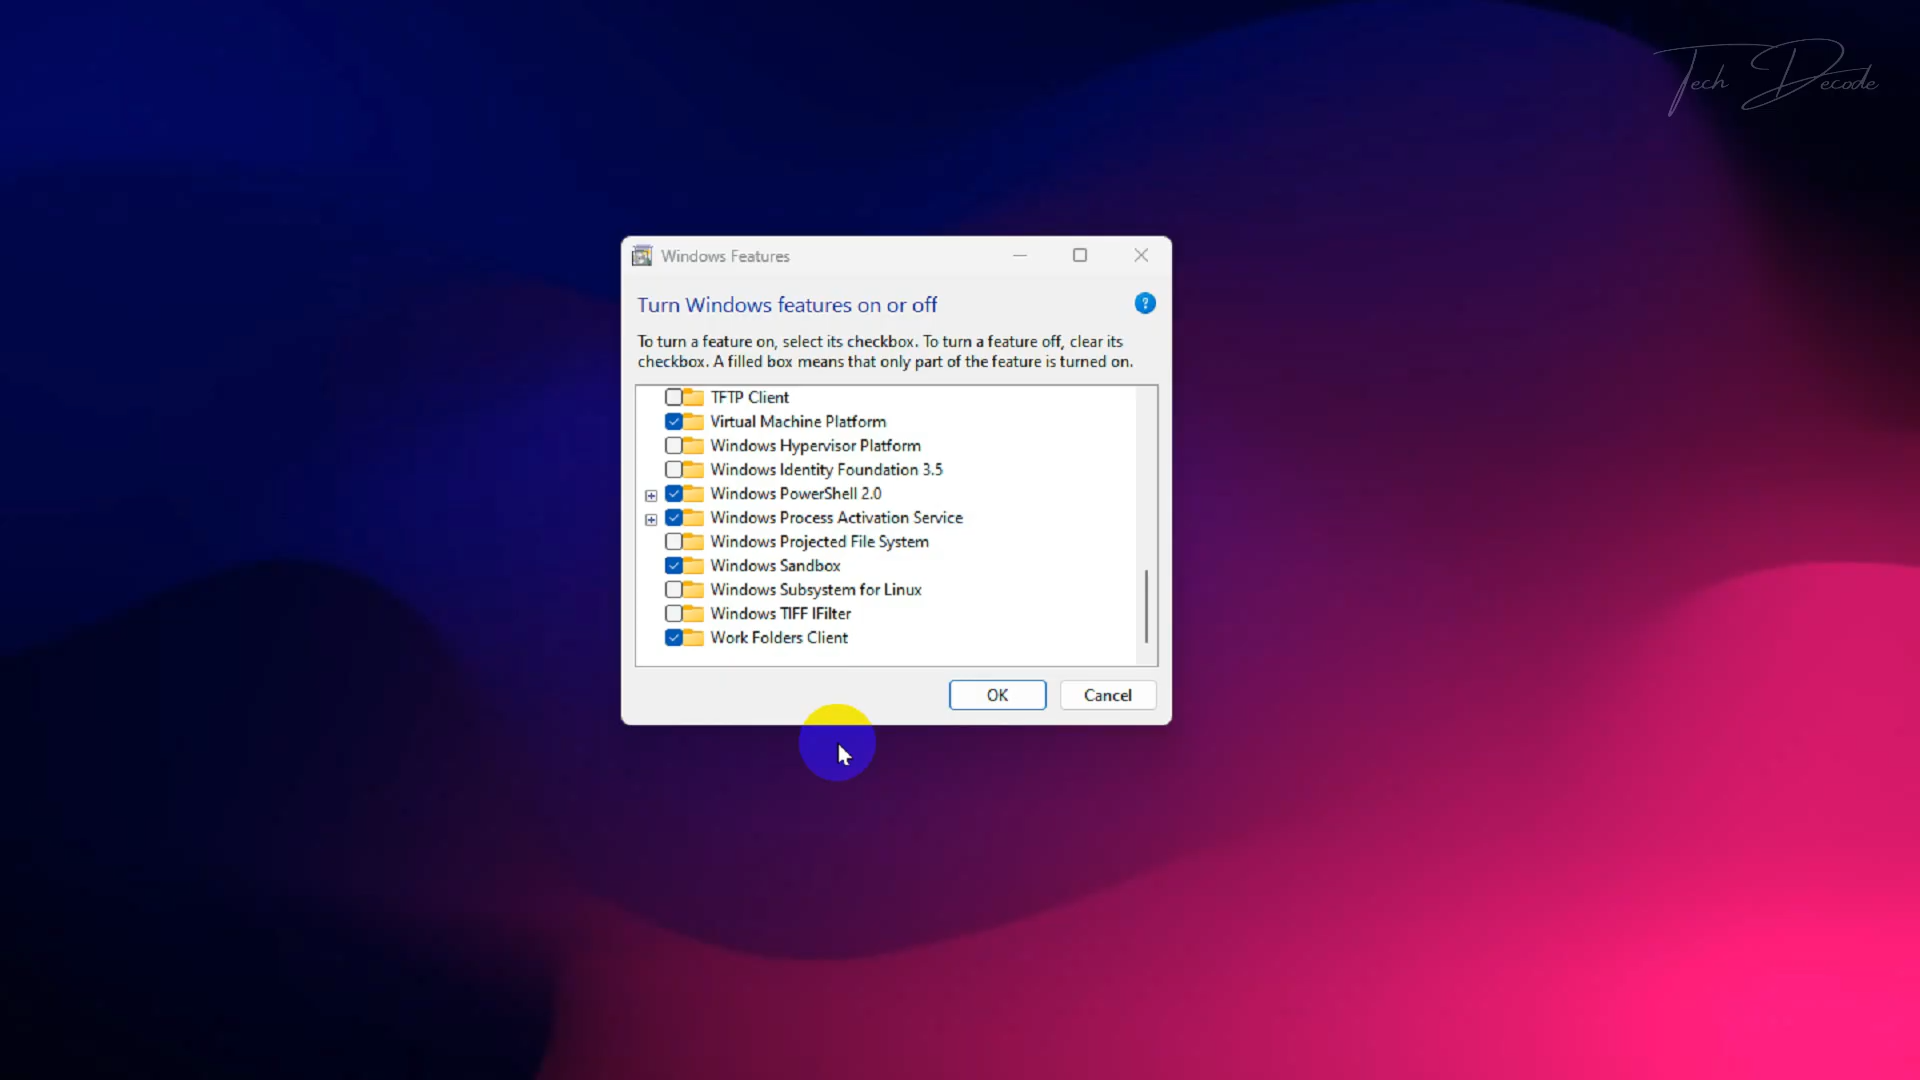 Tech Decode
Windows Features
Turn Windows features on or off
?
To turn a feature on, select its checkbox. To turn a feature off, clear its
checkbox. A filled box means that only part of the feature is turned on.
TFTP Client
Virtual Machine Platform
Windows Hypervisor Platform
Windows Identity Foundation 3.5
Windows PowerShell 2.0
Windows Process Activation Service
Windows Projected File System
Windows Sandbox
Windows Subsystem for Linux
Windows TIFF IFilter
Work Folders Client
OK Cancel